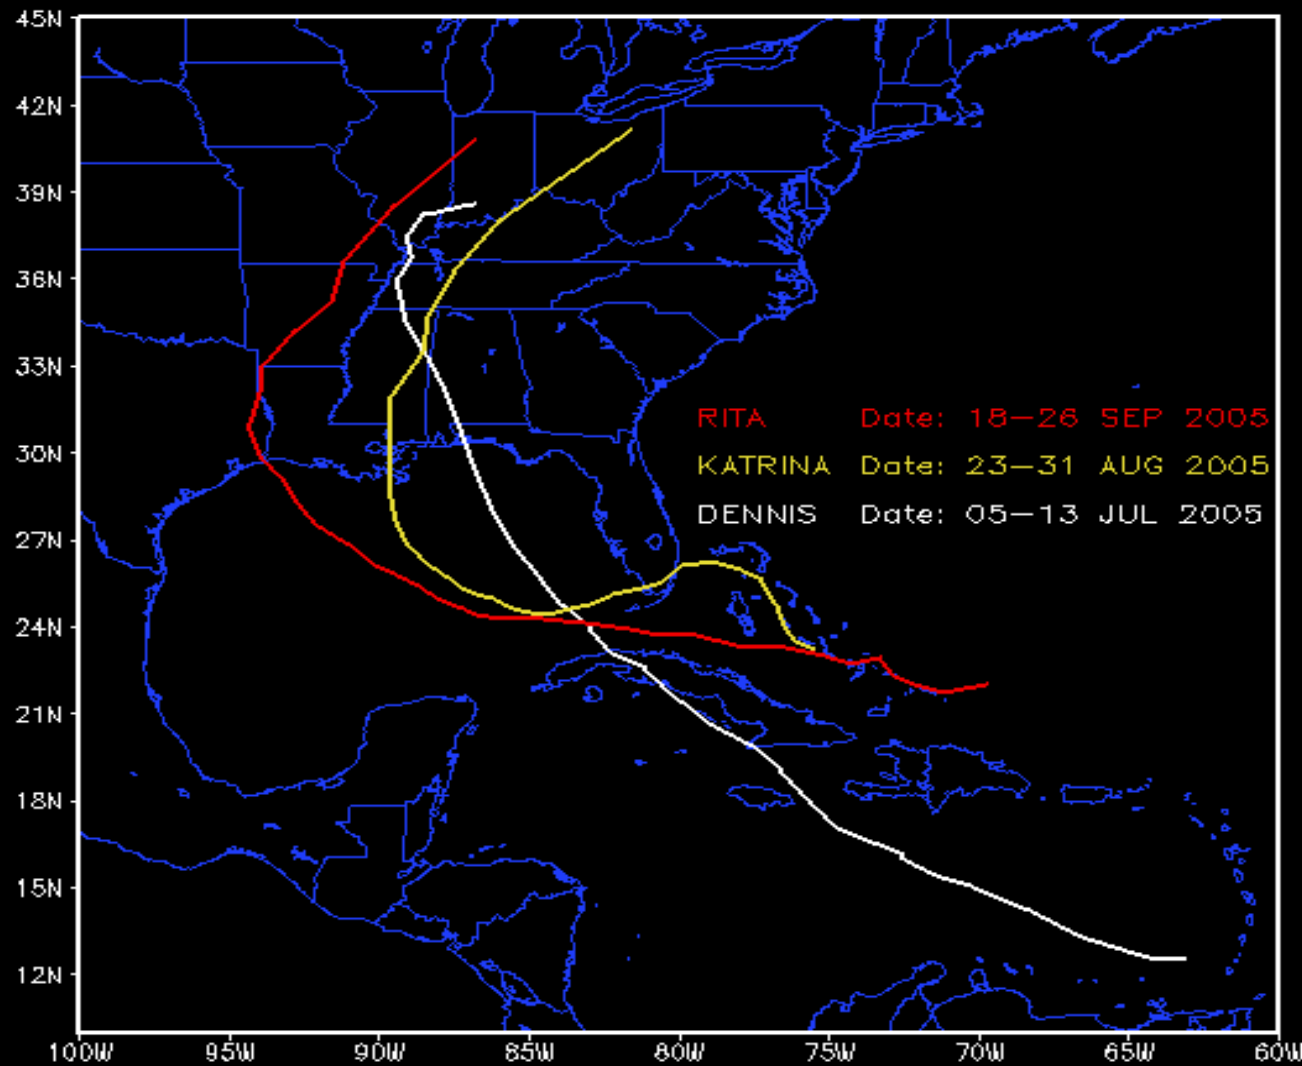 45N
42N
39N
36N
33N
RITA Date: 18-26 SEP 2005
30N
KATRINA Date: 23-31 AUG 2005
DENNIS Date: 05-13 JUL 2005
27N
24N
21N
18N
15N
12N
100W 95W 90W 85W 80W 75W 70W 65W 60W